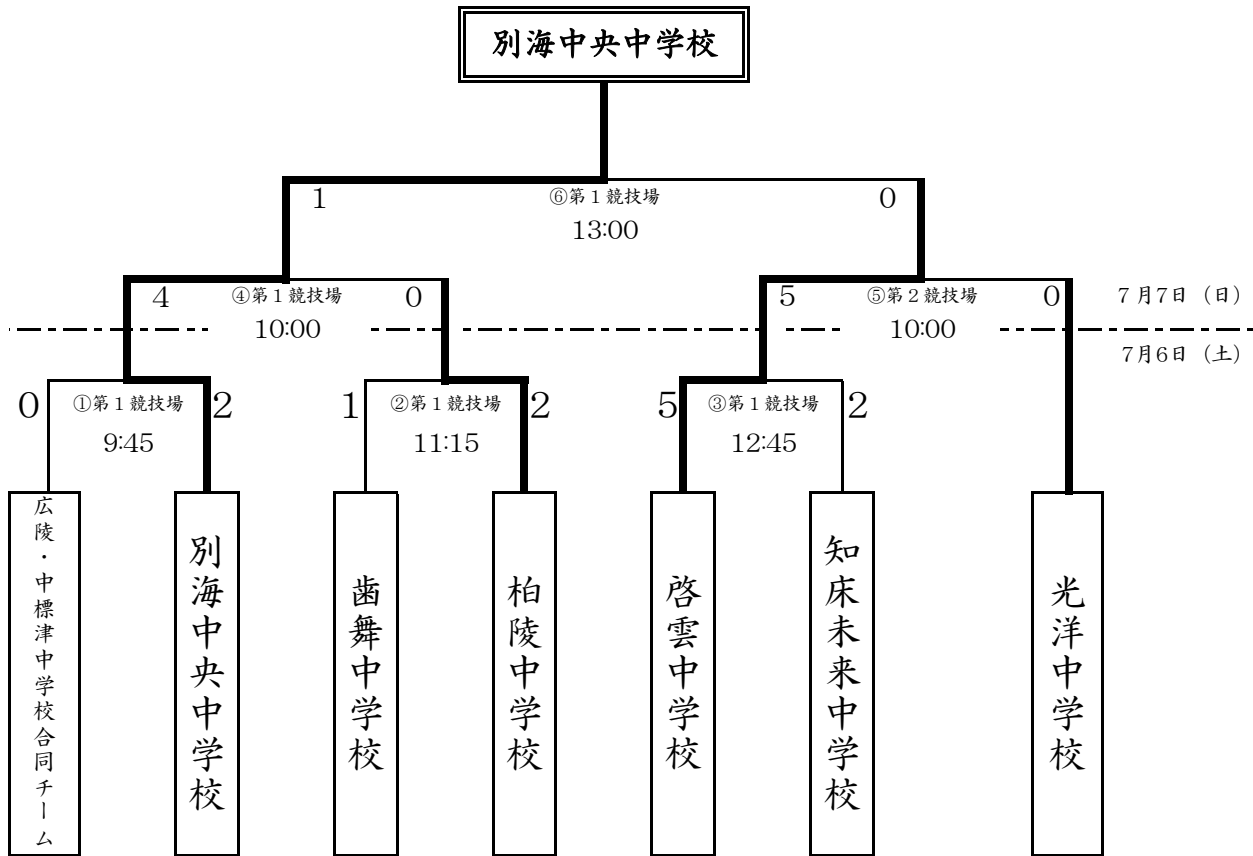 別海中央中学校
1
⑥第１競技場
0
13:00
4
④第１競技場
0
5
⑤第２競技場
0
7月7日（日）
10:00
10:00
7月6日（土）
0
①第１競技場
2
1
②第１競技場
2
5
③第１競技場
2
9:45
11:15
12:45
広陵・中標津中学校合同チーム
別海中央中学校
歯舞中学校
柏陵中学校
啓雲中学校
知床未来中学校
光洋中学校